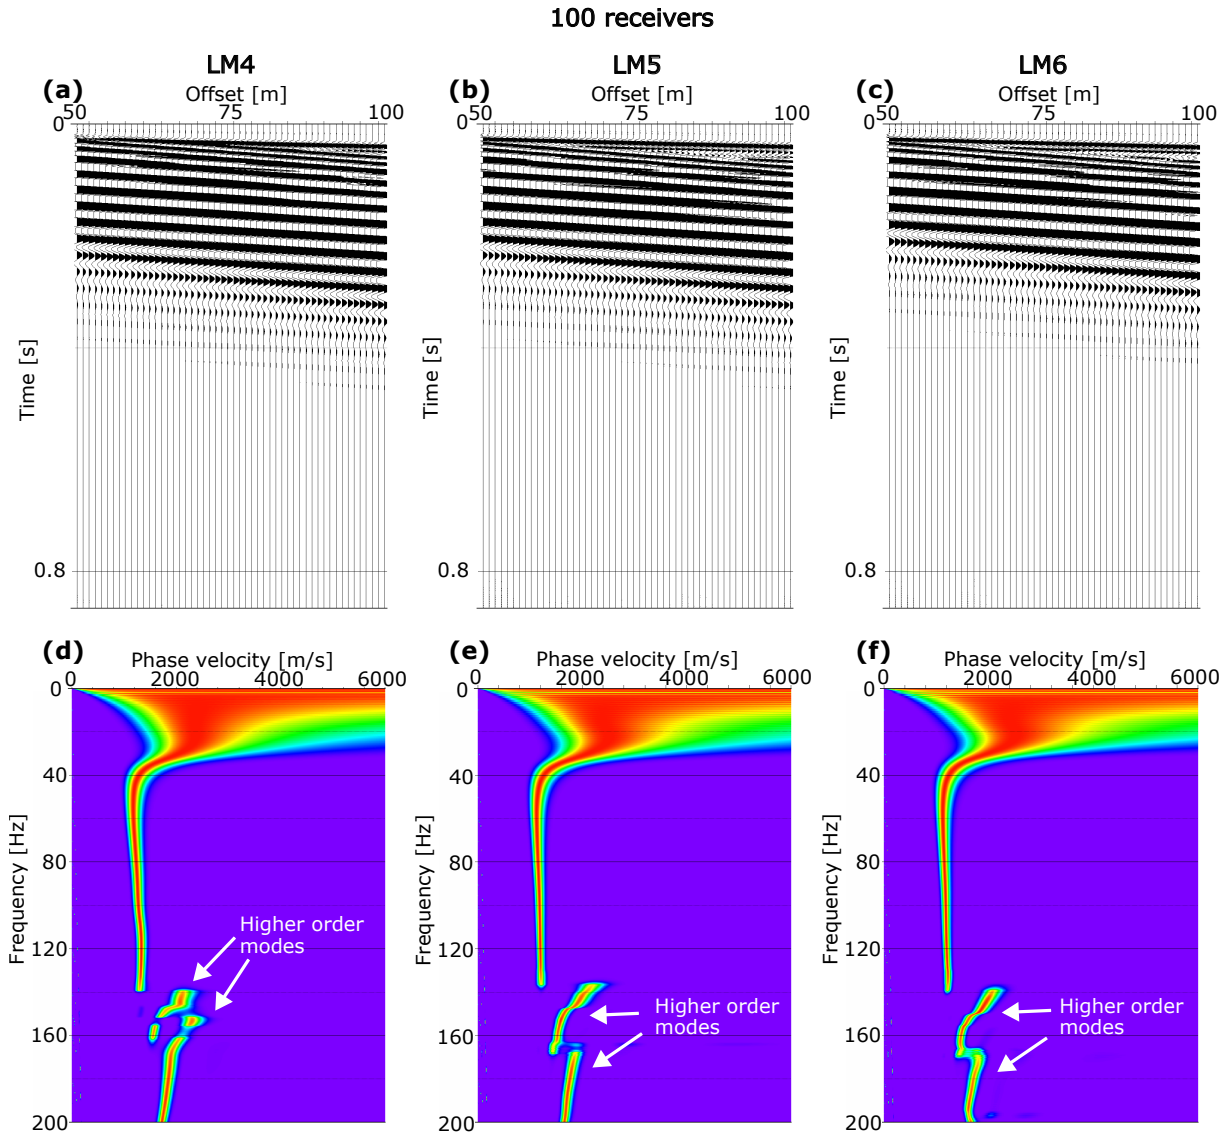 100 receivers
LM4 LM5 LM6
(a) Offset [m] (b) Offset [m] (c) Offset [m]
50 75 100 50 75 100 50 75 100
0 0 0
Time [s] Time [s] Time [s]
0.8 0.8 0.8
(d) Phase velocity [m/s] (e) Phase velocity [m/s] (f) Phase velocity [m/s]
0 2000 4000 6000 0 2000 4000 6000 0 2000 4000 6000
0 0 0
40 40 40
80 80 80
Frequency [Hz] Frequency [Hz] Frequency [Hz]
Higher order
modes
120 120 120
Higher order Higher order
modes modes
160 160 160
200 200 200